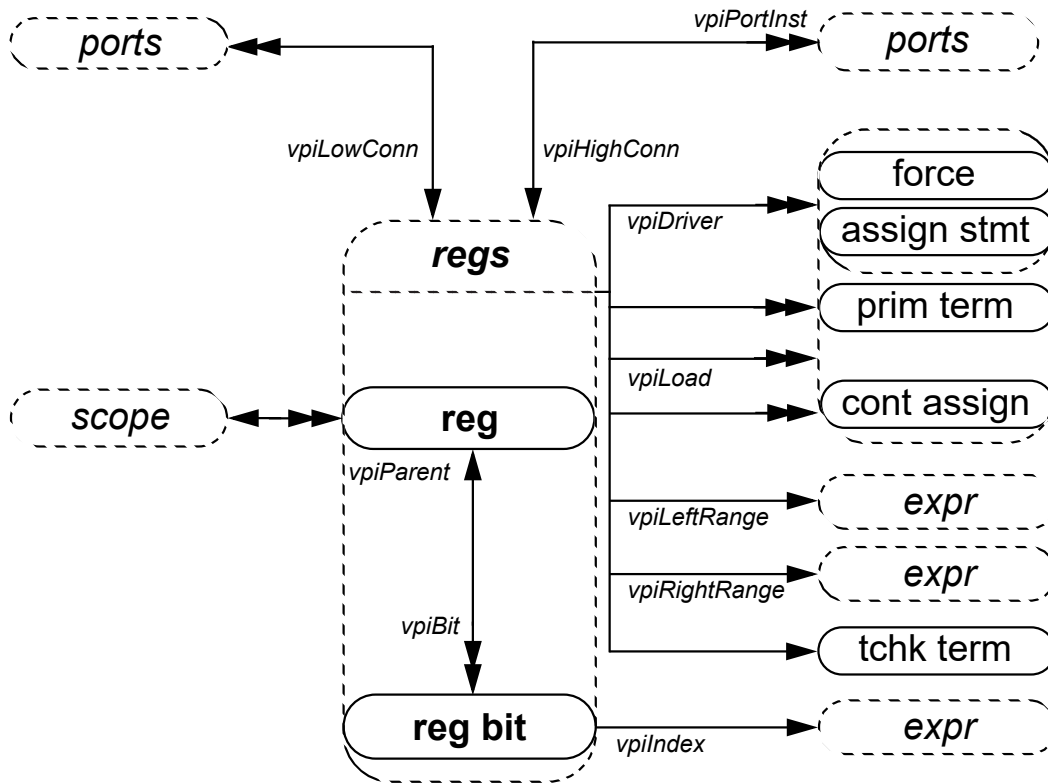 vpiPortInst
ports
ports
vpiLowConn
vpiHighConn
force
vpiDriver
assign stmt
regs
prim term
vpiLoad
scope
reg
cont assign
vpiParent
vpiLeftRange
expr
vpiRightRange
expr
vpiBit
tchk term
reg bit
vpiIndex
expr